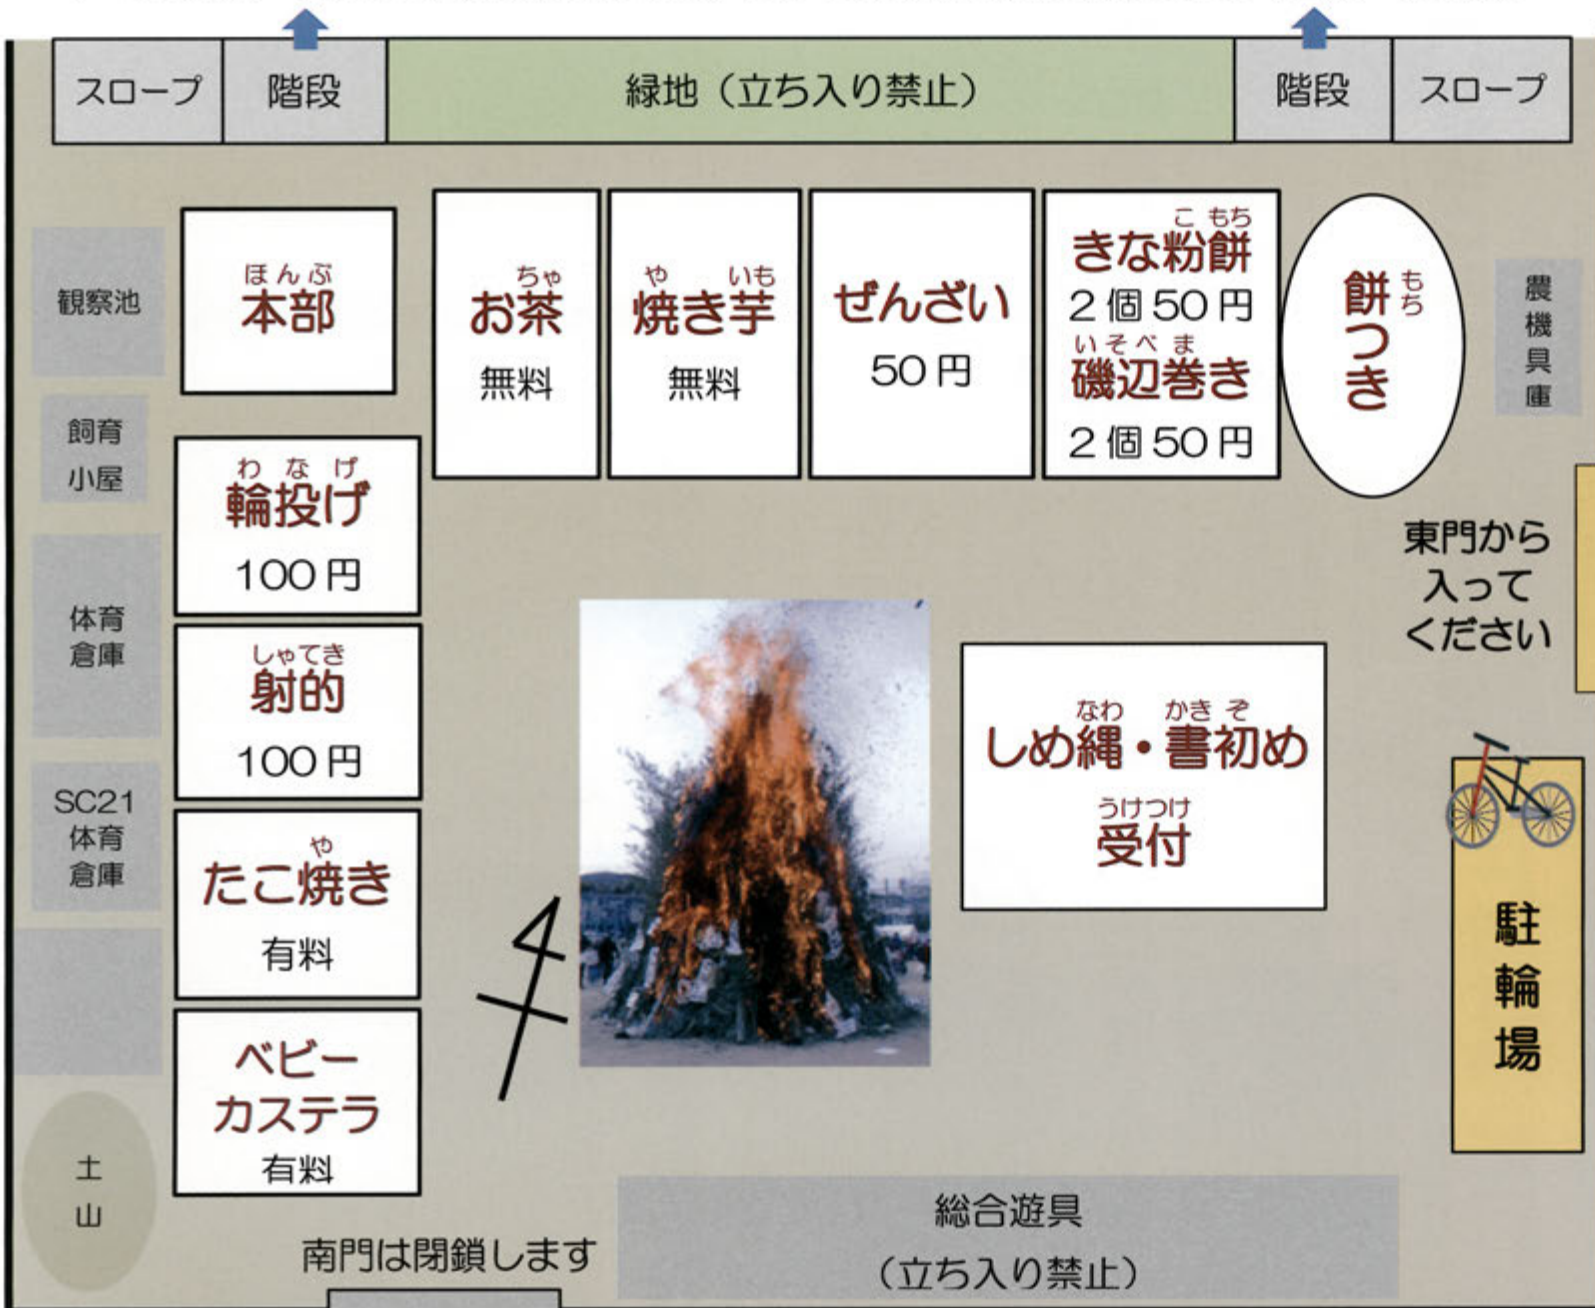 スロープ
階段
緑地（立ち入り禁止）
階段
スロープ
観察池
飼育
小屋
体育
倉庫
SC21
体育
倉庫
土
山
ほんぶ
本部
ちゃ
お茶
無料
や いも
焼き芋
無料
ぜんざい
50円
こ もち
きな粉餅
2個50円
いそべ ま
磯辺巻き
2個50円
もち
餅つき
農機具庫
わ な げ
輪投げ
100円
しゃてき
射的
100円
や
たこ焼き
有料
ベビー
カステラ
有料
東門から
入って
ください
なわ かき ぞ
しめ縄・書初め
うけつけ
受付
駐輪場
南門は閉鎖します
総合遊具
（立ち入り禁止）